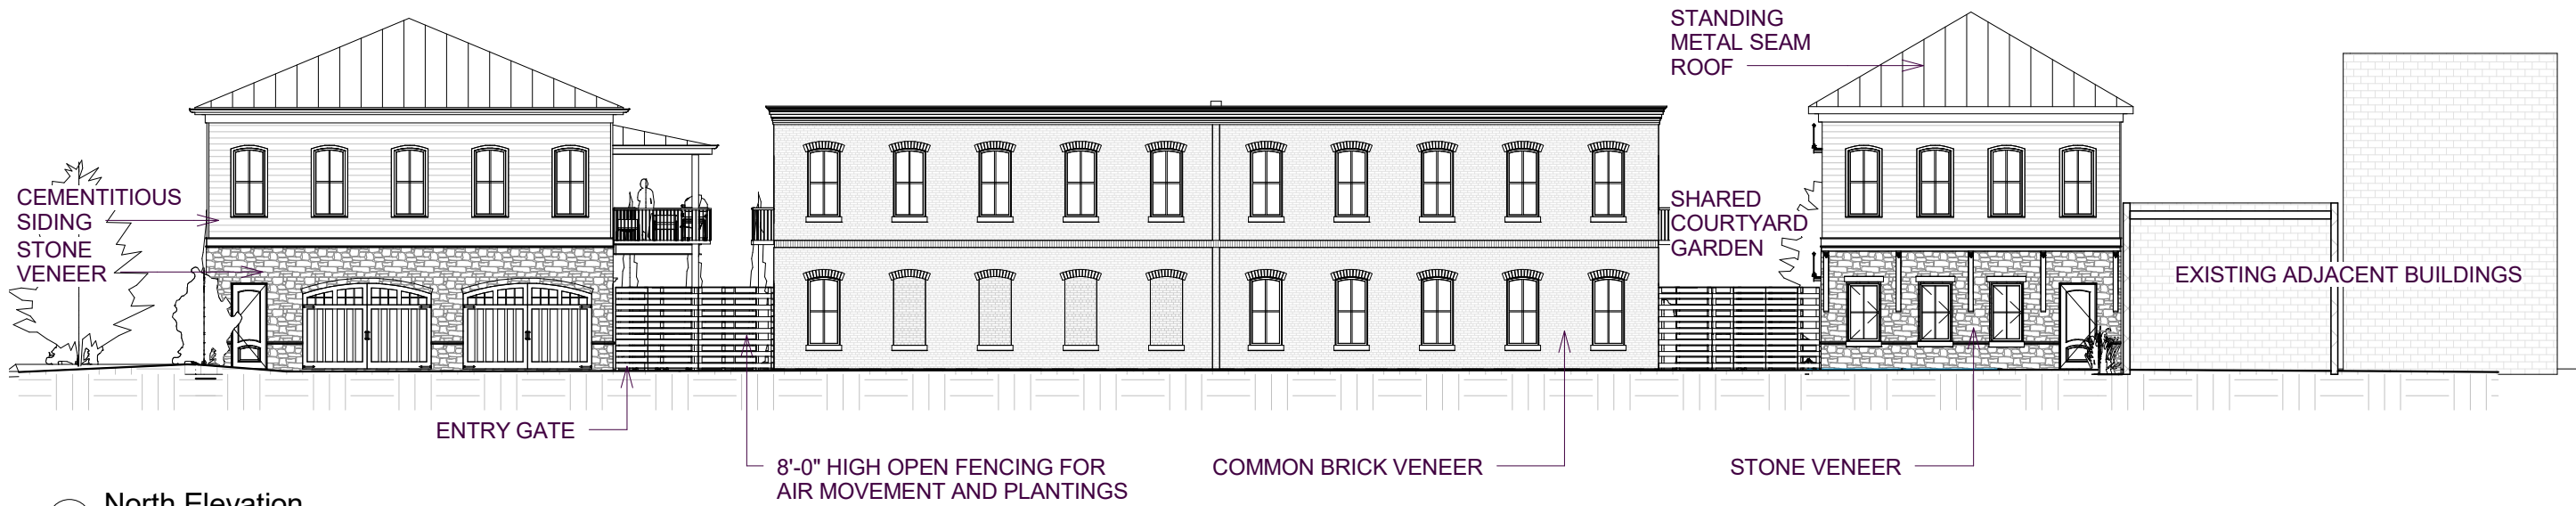 STANDING
METAL SEAM
ROOF
CEMENTITIOUS
SIDING
STONE
VENEER
SHARED
COURTYARD
GARDEN
EXISTING ADJACENT BUILDINGS
ENTRY GATE
8'-0" HIGH OPEN FENCING FOR
AIR MOVEMENT AND PLANTINGS
COMMON BRICK VENEER
STONE VENEER
North Elevation